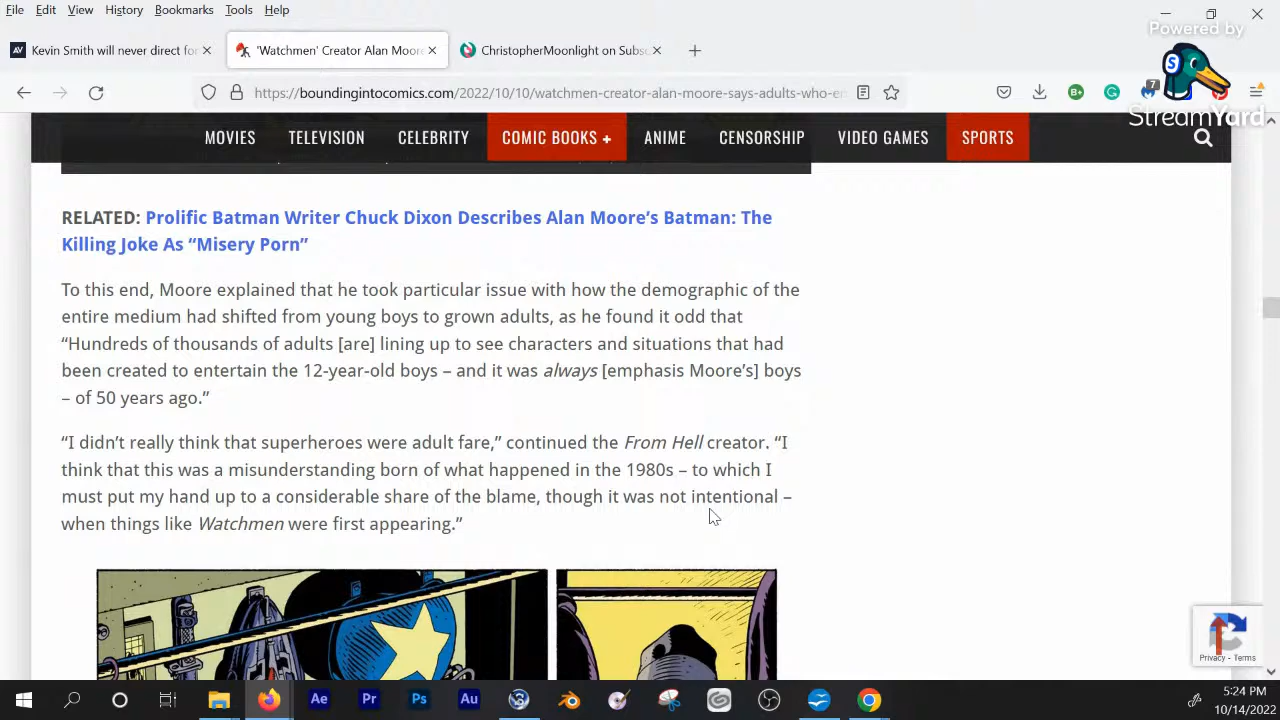 File Edit View History Bookmarks Tools Help
Powered by
Kevin Smith will never direct for
'Watchmen' Creator Alan Moore
ChristopherMoonlight on Subsc
https://boundingintocomics.com/2022/10/10/watchmen-creator-alan-moore-says-adults-who-en
7
StreamYard
MOVIES TELEVISION CELEBRITY COMIC BOOKS + ANIME CENSORSHIP VIDEO GAMES SPORTS
RELATED: Prolific Batman Writer Chuck Dixon Describes Alan Moore's Batman: The
Killing Joke As “Misery Porn”
To this end, Moore explained that he took particular issue with how the demographic of the
entire medium had shifted from young boys to grown adults, as he found it odd that
“Hundreds of thousands of adults [are] lining up to see characters and situations that had
been created to entertain the 12-year-old boys – and it was always [emphasis Moore's] boys
– of 50 years ago.”
“I didn't really think that superheroes were adult fare,” continued the From Hell creator. “I
think that this was a misunderstanding born of what happened in the 1980s – to which I
must put my hand up to a considerable share of the blame, though it was not intentional –
when things like Watchmen were first appearing.”
Privacy - Terms
Ae Pr Ps Au
5:24 PM
10/14/2022